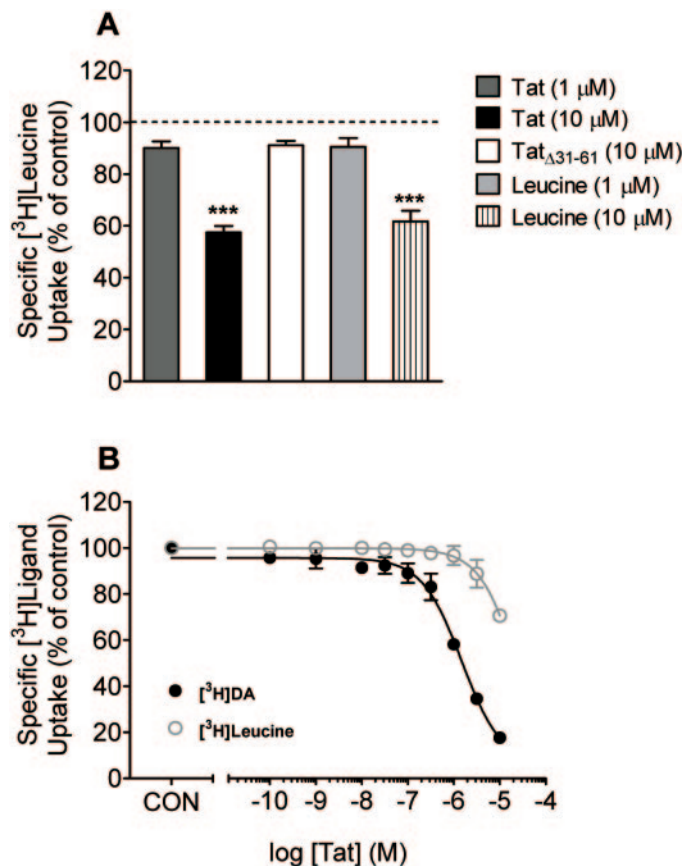 A
Specific [³H]Leucine
Uptake (% of control)
120
100
80
60
40
20
0
***
***
Tat (1 μM)
Tat (10 μM)
Tat_Δ31-61 (10 μM)
Leucine (1 μM)
Leucine (10 μM)
B
Specific [³H]Ligand
Uptake (% of control)
120
100
80
60
40
20
0
[³H]DA
[³H]Leucine
CON -10 -9 -8 -7 -6 -5 -4
log [Tat] (M)